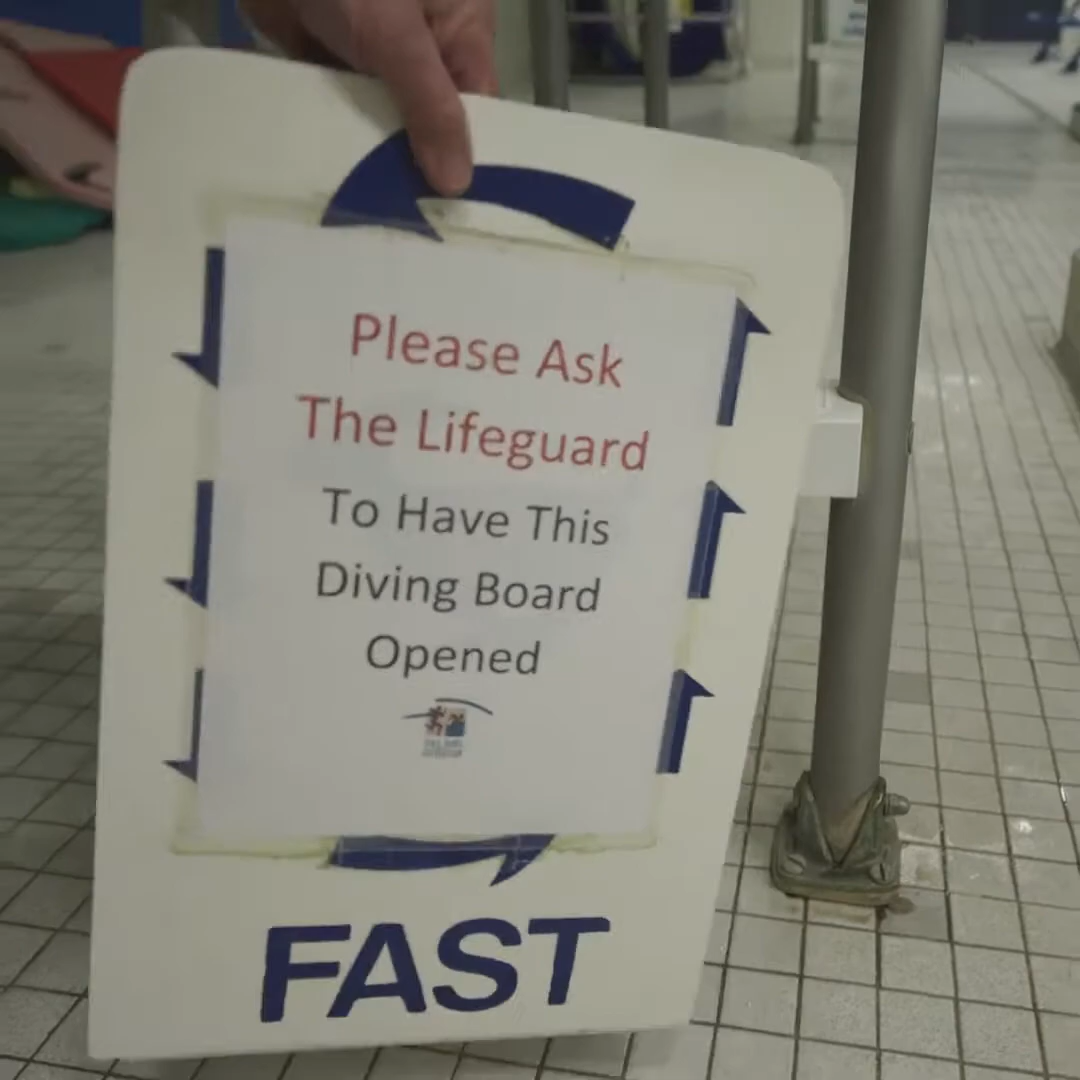 Please Ask
The Lifeguard
To Have This
Diving Board
Opened
FAST